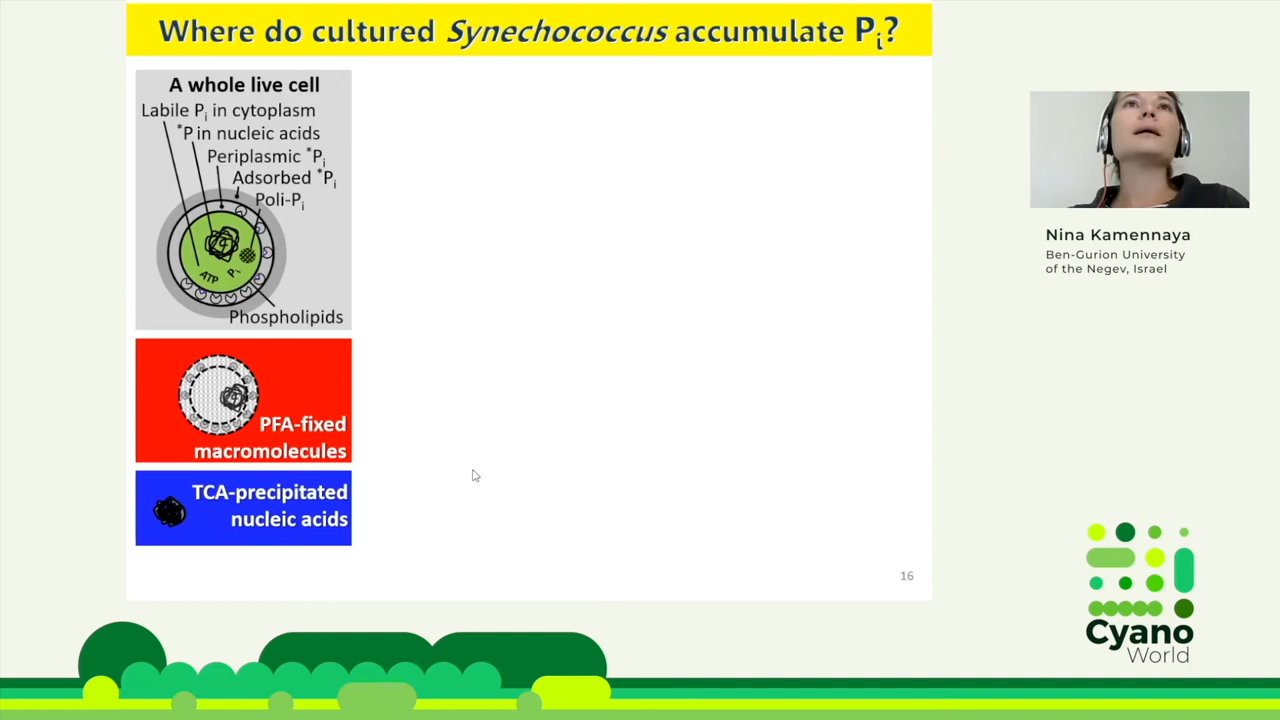 Where do cultured Synechococcus accumulate Pi?
A whole live cell
Labile Pi in cytoplasm
*P in nucleic acids
Periplasmic *Pi
Adsorbed *Pi
Poli-Pi
ATP Pi
Phospholipids
PFA-fixed
macromolecules
TCA-precipitated
nucleic acids
16
Nina Kamennaya
Ben-Gurion University
of the Negev, Israel
Cyano
World